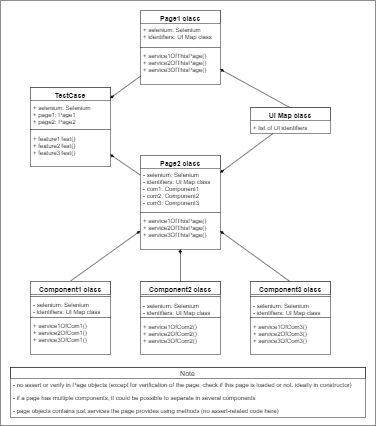 Page1 class
+ selenium: Selenium
+ identifiers: UI Map class
+ service1OfThisPage()
+ service2OfThisPage()
+ service3OfThisPage()
TestCase
+ selenium: Selenium
+ page1: Page1
+ page2: Page2
+ feature1Test()
+ feature2Test()
+ feature3Test()
UI Map class
+ list of UI identifiers
Page2 class
- selenium: Selenium
- identifiers: UI Map class
- com1: Component1
- com2: Component2
- com3: Component3
+ service1OfThisPage()
+ service2OfThisPage()
+ service3OfThisPage()
Component1 class
- selenium: Selenium
- identifiers: UI Map class
+ service1OfCom1()
+ service2OfCom1()
+ service3OfCom1()
Component2 class
- selenium: Selenium
- identifiers: UI Map class
+ service1OfCom2()
+ service2OfCom2()
+ service3OfCom2()
Component3 class
- selenium: Selenium
- identifiers: UI Map class
+ service1OfCom3()
+ service2OfCom3()
+ service3OfCom3()
Note
- no assert or verify in Page objects (except for verification of the page: check if this page is loaded or not. ideally in constructor)
- if a page has multiple components, it could be possible to separate in several components
- page objects contains just services the page provides using methods (no assert-related code here)